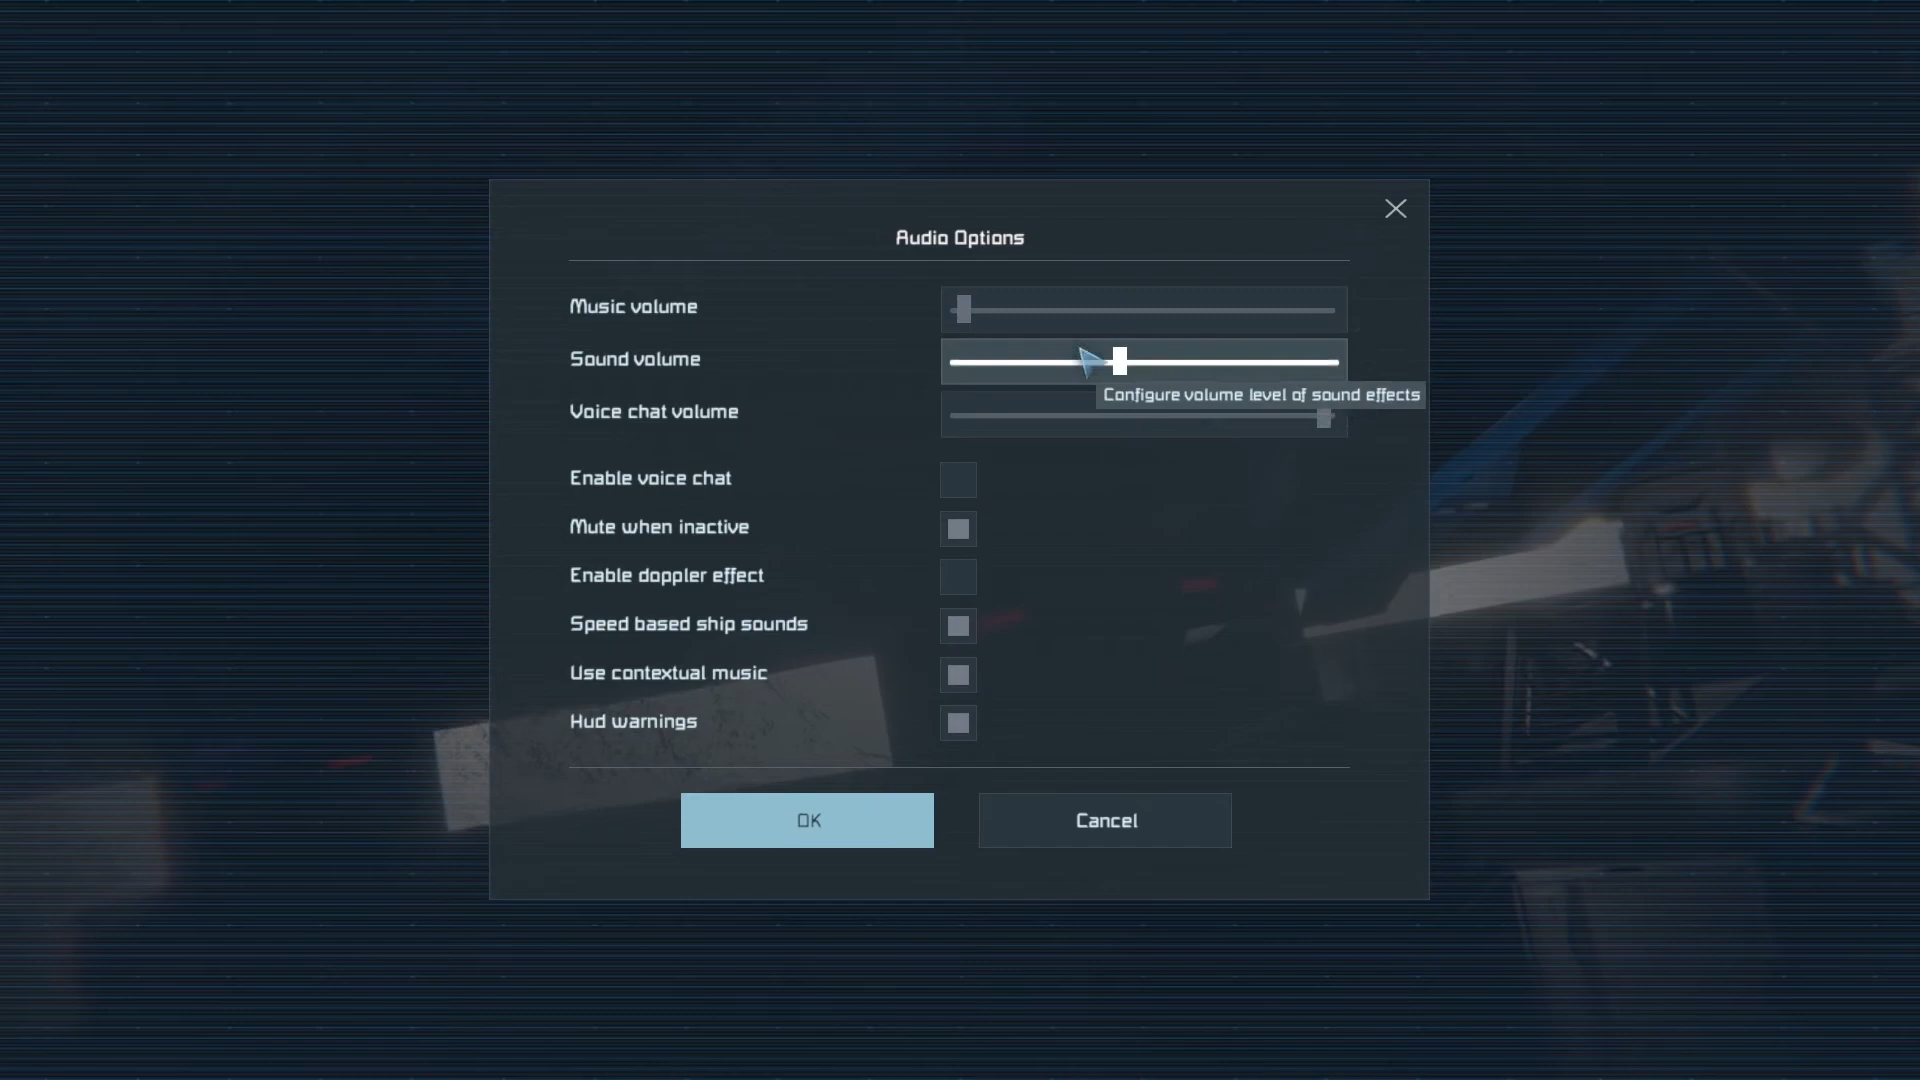 Audio Options
Music volume
Sound volume
Configure volume level of sound effects
Voice chat volume
Enable voice chat
Mute when inactive
Enable doppler effect
Speed based ship sounds
Use contextual music
Hud warnings
OK
Cancel